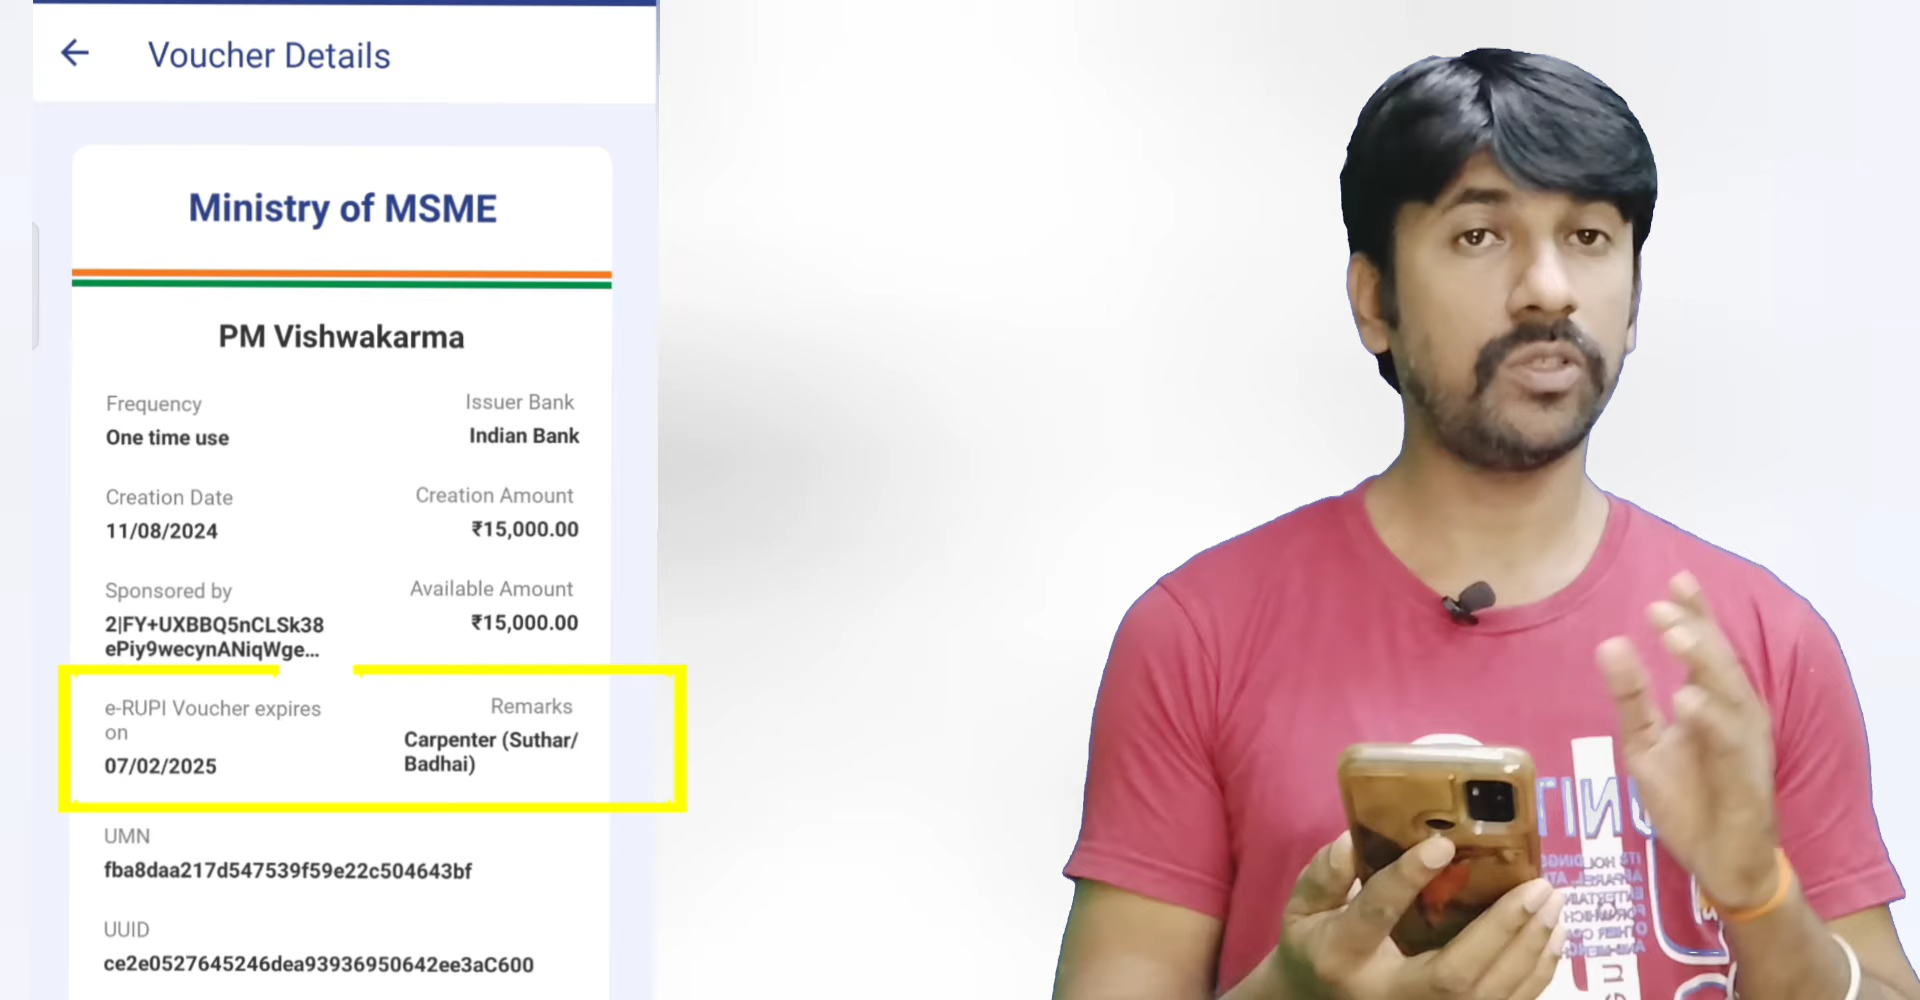 Voucher Details
Ministry of MSME
PM Vishwakarma
Frequency
One time use
Issuer Bank
Indian Bank
Creation Date
11/08/2024
Creation Amount
₹15,000.00
Sponsored by
2|FY+UXBBQ5nCLSk38
ePiy9wecynANiqWge...
Available Amount
₹15,000.00
e-RUPI Voucher expires
on
07/02/2025
Remarks
Carpenter (Suthar/
Badhai)
UMN
fba8daa217d547539f59e22c504643bf
UUID
ce2e0527645246dea93936950642ee3aC600